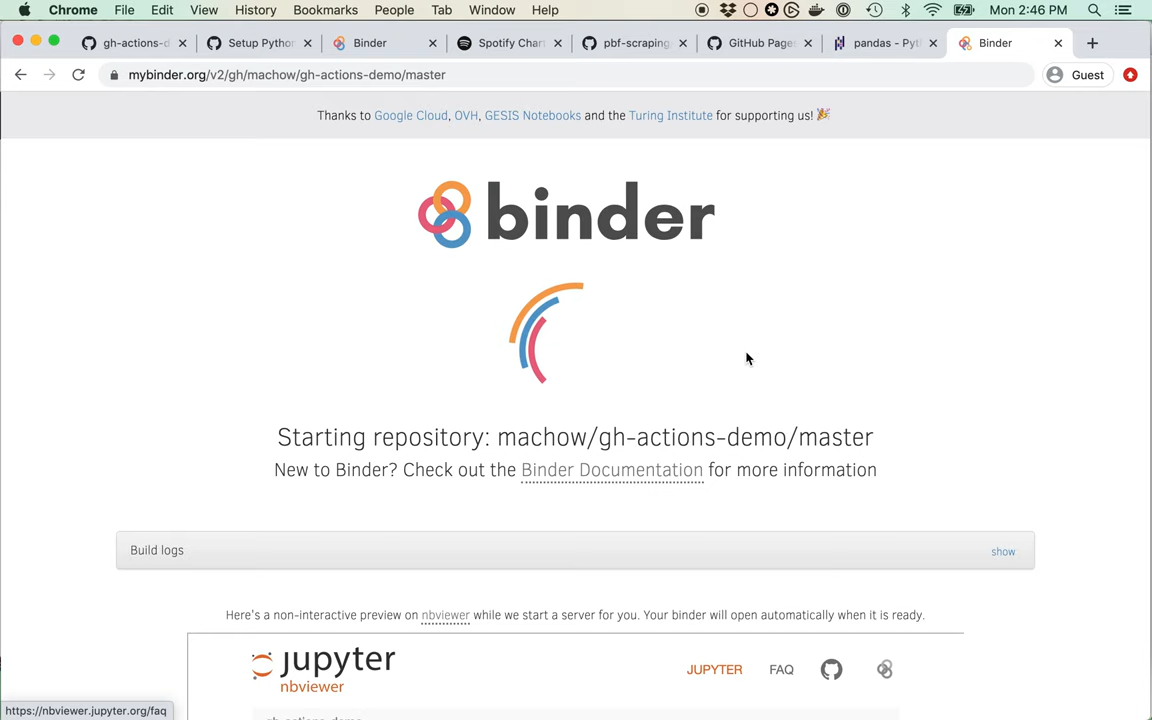 Chrome File Edit View History Bookmarks People Tab Window Help Mon 2:46 PM
gh-actions-d Setup Python Binder Spotify Char pbf-scraping GitHub Page pandas - Pyt Binder
mybinder.org/v2/gh/machow/gh-actions-demo/master Guest
Thanks to Google Cloud, OVH, GESIS Notebooks and the Turing Institute for supporting us! 🎉
binder
Starting repository: machow/gh-actions-demo/master
New to Binder? Check out the Binder Documentation for more information
Build logs show
Here's a non-interactive preview on nbviewer while we start a server for you. Your binder will open automatically when it is ready.
jupyter
nbviewer
JUPYTER FAQ
gh-actions-demo
https://nbviewer.jupyter.org/faq